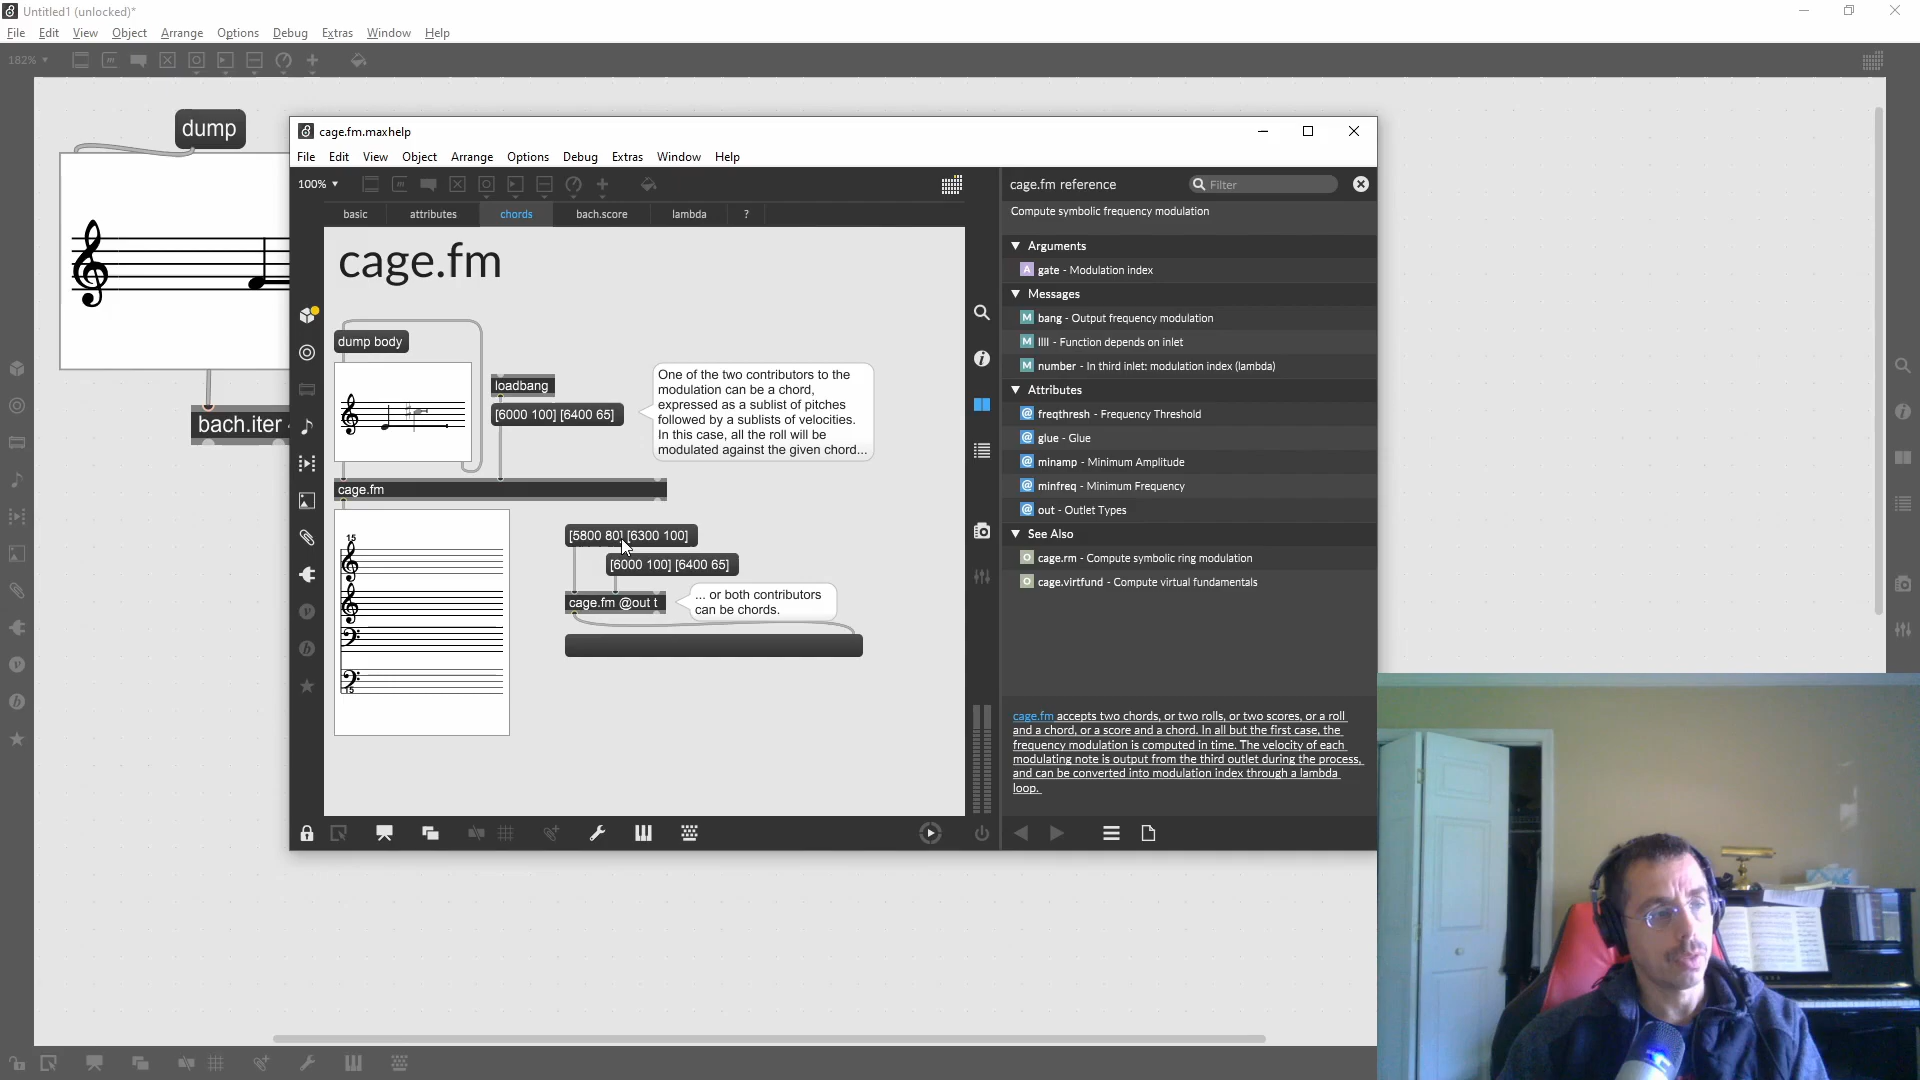 Untitled1 (unlocked)*
File Edit View Object Arrange Options Debug Extras Window Help
182%
dump
bach.iter
cage.fm.maxhelp
File Edit View Object Arrange Options Debug Extras Window Help
100%
basic attributes chords bach.score lambda ?
cage.fm
dump body
loadbang
[6000 100] [6400 65]
One of the two contributors to the
modulation can be a chord,
expressed as a sublist of pitches
followed by a sublists of velocities.
In this case, all the roll will be
modulated against the given chord...
cage.fm
15
15
[5800 80] [6300 100]
[6000 100] [6400 65]
cage.fm @out t
... or both contributors
can be chords.
cage.fm reference
Filter
Compute symbolic frequency modulation
Arguments
A gate - Modulation index
Messages
M bang - Output frequency modulation
M llll - Function depends on inlet
M number - In third inlet: modulation index (lambda)
Attributes
@ freqthresh - Frequency Threshold
@ glue - Glue
@ minamp - Minimum Amplitude
@ minfreq - Minimum Frequency
@ out - Outlet Types
See Also
O cage.rm - Compute symbolic ring modulation
O cage.virtfund - Compute virtual fundamentals
cage.fm accepts two chords, or two rolls, or two scores, or a roll
and a chord, or a score and a chord. In all but the first case, the
frequency modulation is computed in time. The velocity of each
modulating note is output from the third outlet during the process,
and can be converted into modulation index through a lambda
loop.